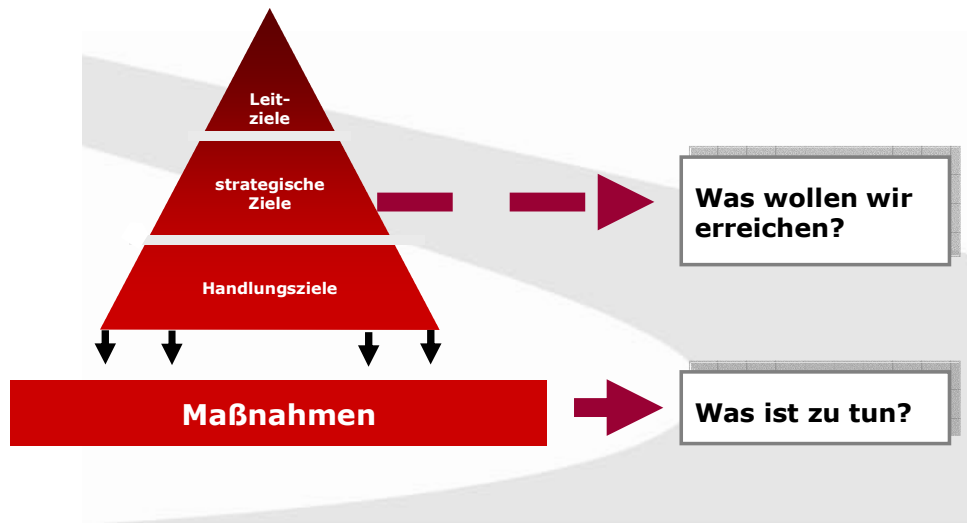 Leit-
ziele
strategische
Ziele
Was wollen wir
erreichen?
Handlungsziele
Maßnahmen
Was ist zu tun?